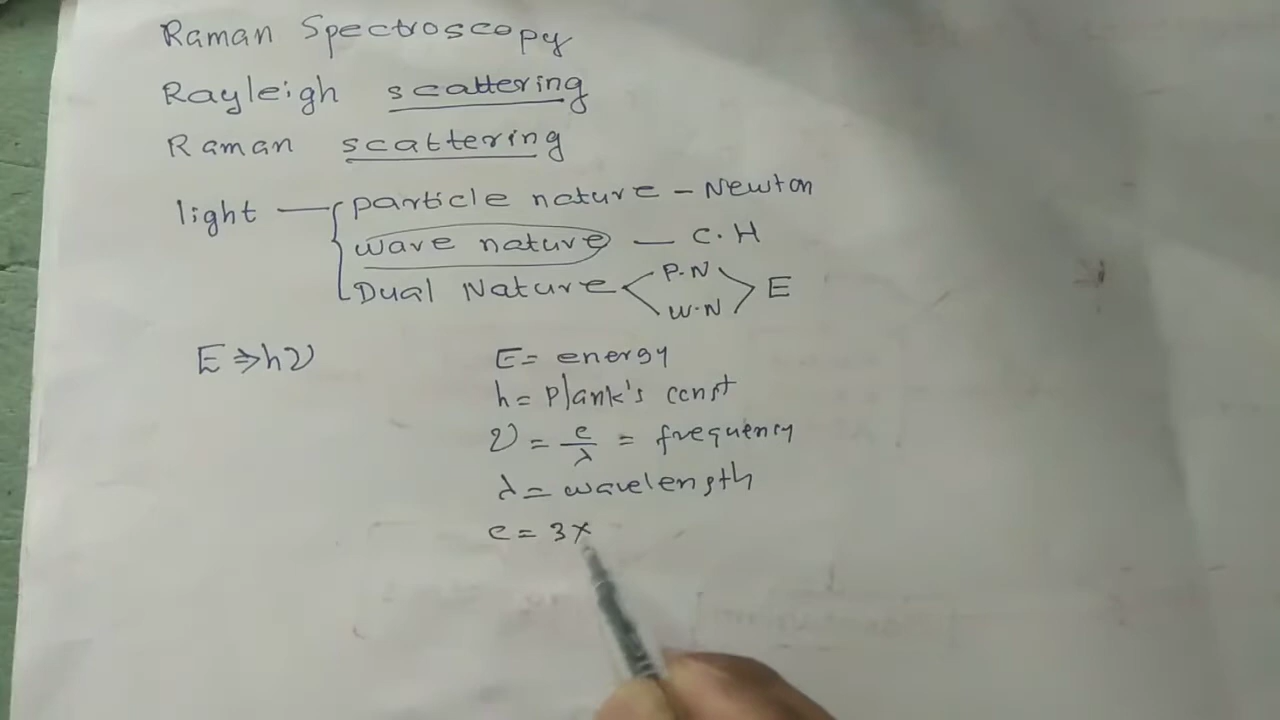 Raman Spectroscopy
Rayleigh scattering
Raman scattering
light — particle nature - Newton
wave nature — C.H
Dual Nature < P.N W.N > E
E ⇒ hν
E = energy
h = Plank's const
ν = c/λ = frequency
λ = wavelength
c = 3×